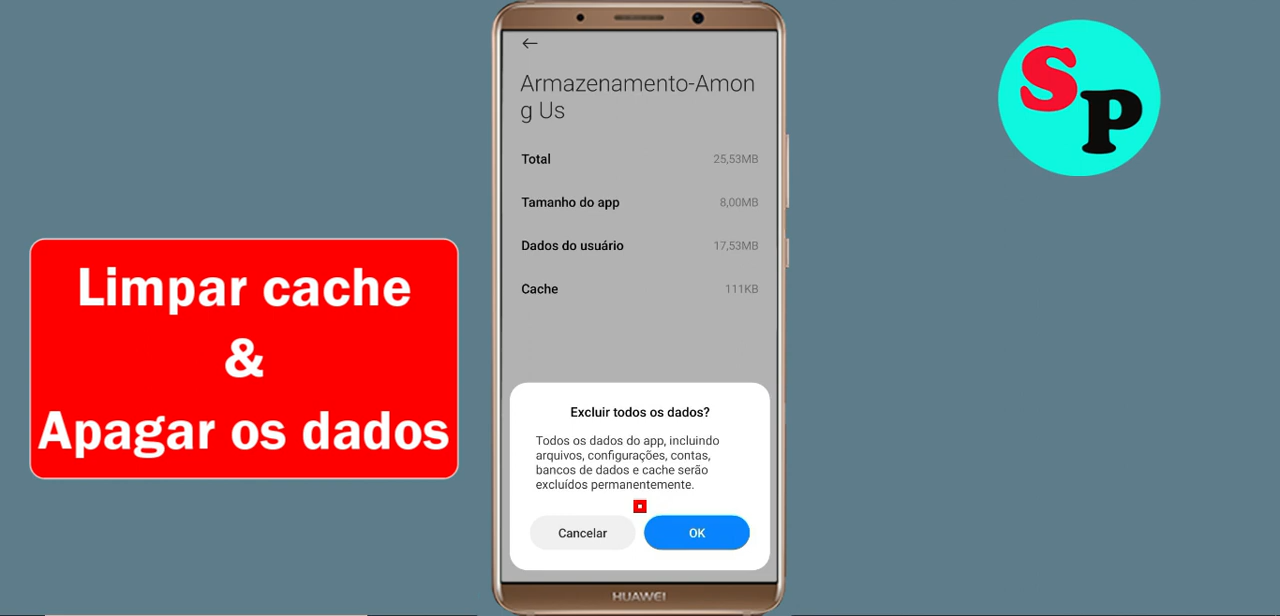 Armazenamento-Amon
g Us
Total 25,53MB
Tamanho do app 8,00MB
Dados do usuário 17,53MB
Cache 111KB
Excluir todos os dados?
Todos os dados do app, incluindo
arquivos, configurações, contas,
bancos de dados e cache serão
excluídos permanentemente.
Cancelar OK
HUAWEI
Limpar cache
&
Apagar os dados
SP